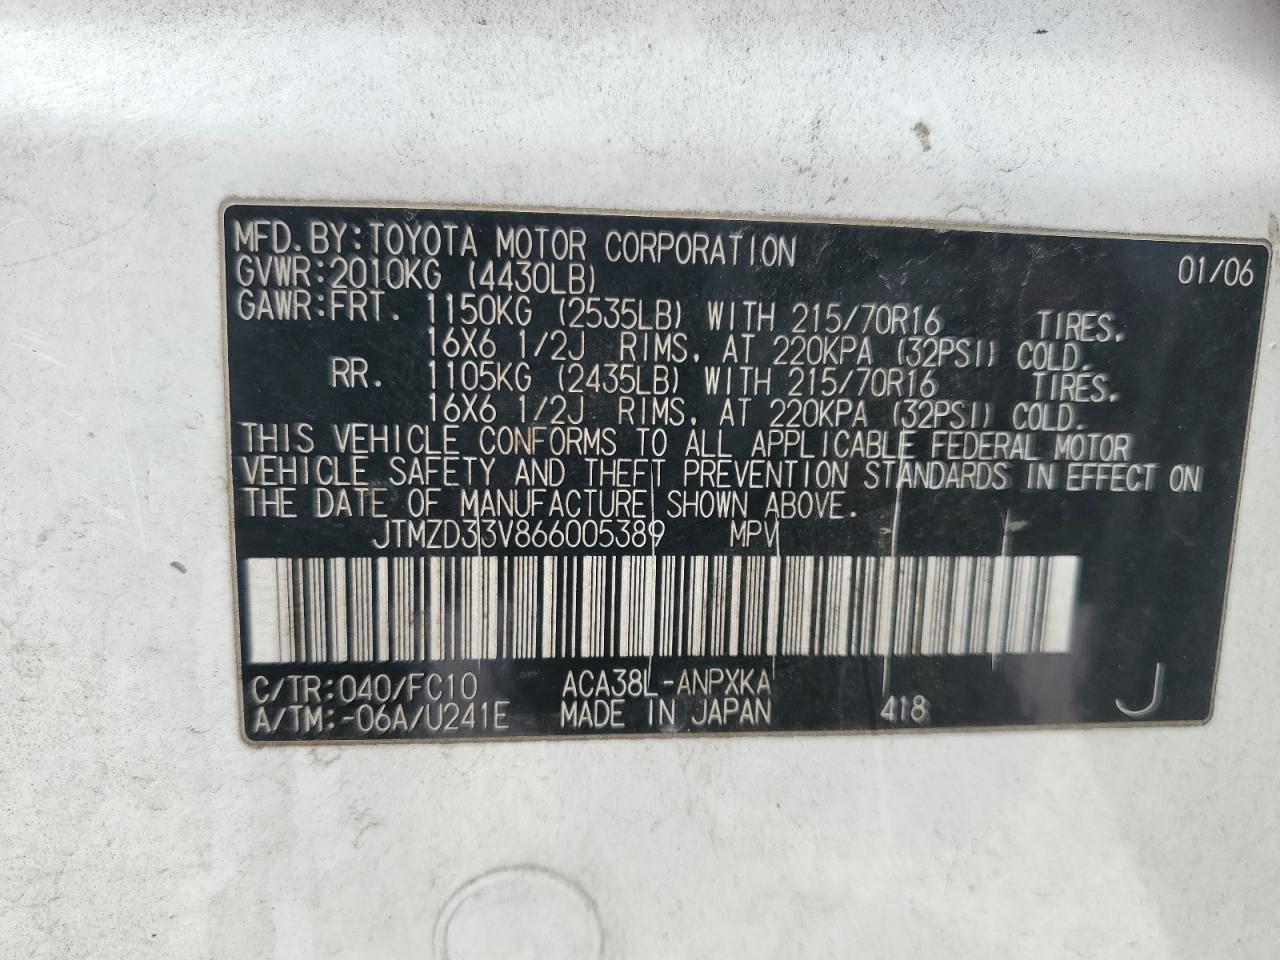 MFD. BY: TOYOTA MOTOR CORPORATION 01/06
GVWR: 2010KG (4430LB)
GAWR: FRT. 1150KG (2535LB) WITH 215/70R16 TIRES.
16X6 1/2J RIMS, AT 220KPA (32PSI) COLD.
RR. 1105KG (2435LB) WITH 215/70R16 TIRES.
16X6 1/2J RIMS, AT 220KPA (32PSI) COLD.
THIS VEHICLE CONFORMS TO ALL APPLICABLE FEDERAL MOTOR
VEHICLE SAFETY AND THEFT PREVENTION STANDARDS IN EFFECT ON
THE DATE OF MANUFACTURE SHOWN ABOVE.
JTMZD33V866005389 MPV
C/TR: 040/FC10 ACA38L-ANPXKA
A/TM: -06A/U241E MADE IN JAPAN 418 J